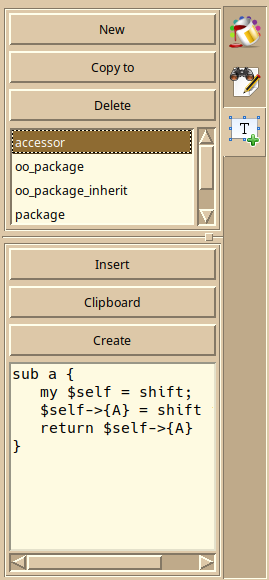 New
Copy to
Delete
accessor
oo_package
oo_package_inherit
package
Insert
Clipboard
Create
sub a {
   my $self = shift;
   $self->{A} = shift
   return $self->{A}
}
T